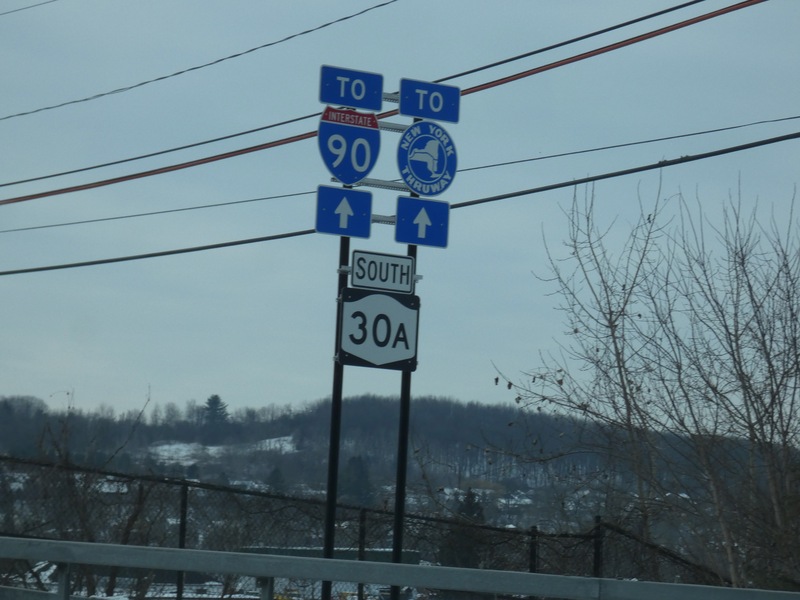 TO
TO
INTERSTATE
90
NEW YORK
THRUWAY
SOUTH
30A